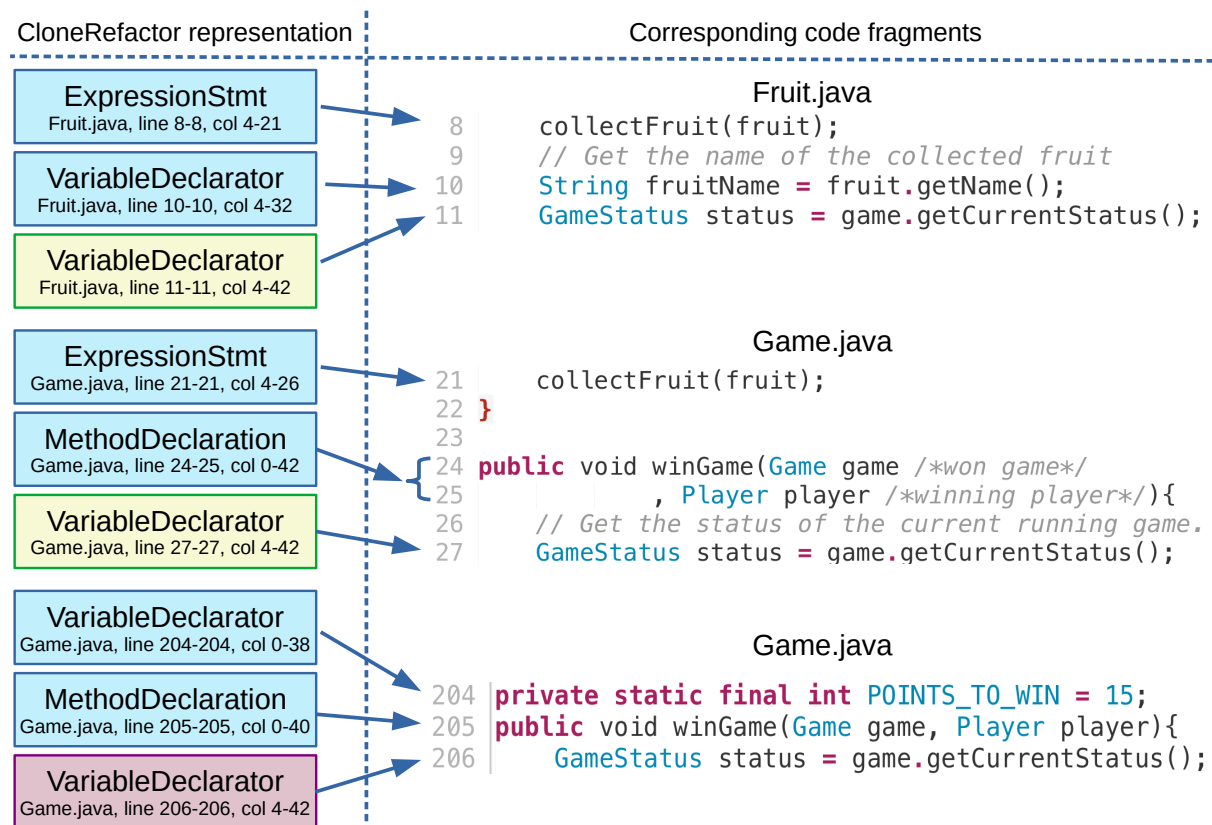 CloneRefactor representation
Corresponding code fragments
ExpressionStmt
Fruit.java, line 8-8, col 4-21
VariableDeclarator
Fruit.java, line 10-10, col 4-32
VariableDeclarator
Fruit.java, line 11-11, col 4-42
Fruit.java
8 collectFruit(fruit);
9 // Get the name of the collected fruit
10 String fruitName = fruit.getName();
11 GameStatus status = game.getCurrentStatus();
ExpressionStmt
Game.java, line 21-21, col 4-26
MethodDeclaration
Game.java, line 24-25, col 0-42
VariableDeclarator
Game.java, line 27-27, col 4-42
Game.java
21 collectFruit(fruit);
22 }
23
24 public void winGame(Game game /*won game*/
25 , Player player /*winning player*/){
26 // Get the status of the current running game.
27 GameStatus status = game.getCurrentStatus();
VariableDeclarator
Game.java, line 204-204, col 0-38
MethodDeclaration
Game.java, line 205-205, col 0-40
VariableDeclarator
Game.java, line 206-206, col 4-42
Game.java
204 private static final int POINTS_TO_WIN = 15;
205 public void winGame(Game game, Player player){
206 GameStatus status = game.getCurrentStatus();